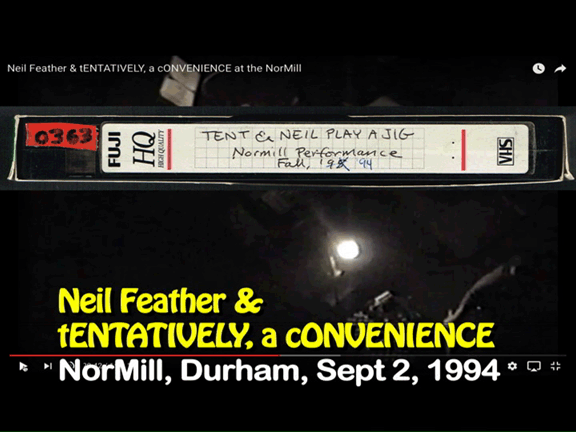 Neil Feather & tENTATIVELY, a cONVENIENCE at the NorMill
0363
FUJI
HQ
HIGH QUALITY
TENT & NEIL PLAY A JIG
Normill Performance
Fall, 94
VHS
Neil Feather &
tENTATIVELY, a cONVENIENCE
NorMill, Durham, Sept 2, 1994